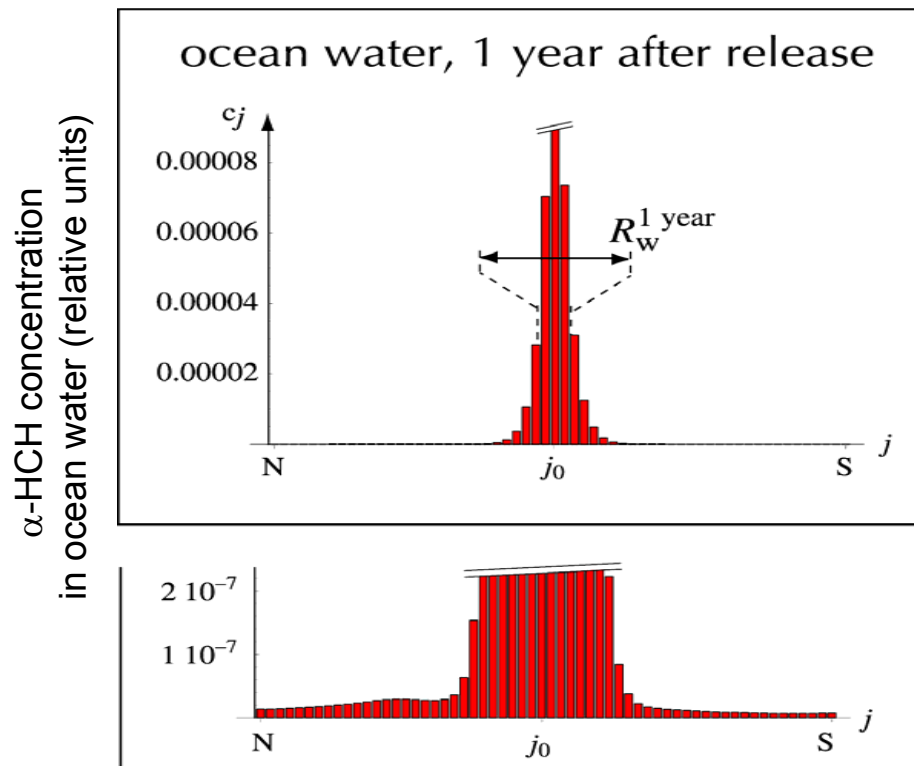 ocean water, 1 year after release
α-HCH concentration
in ocean water (relative units)
cj
0.00008
0.00006
0.00004
0.00002
R_w^1 year
N j₀ S j
2 10⁻⁷
1 10⁻⁷
N j₀ S j